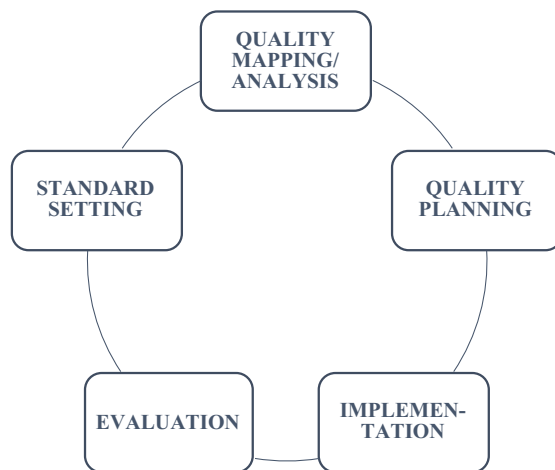 QUALITY
MAPPING/
ANALYSIS
QUALITY
PLANNING
IMPLEMEN-
TATION
EVALUATION
STANDARD
SETTING